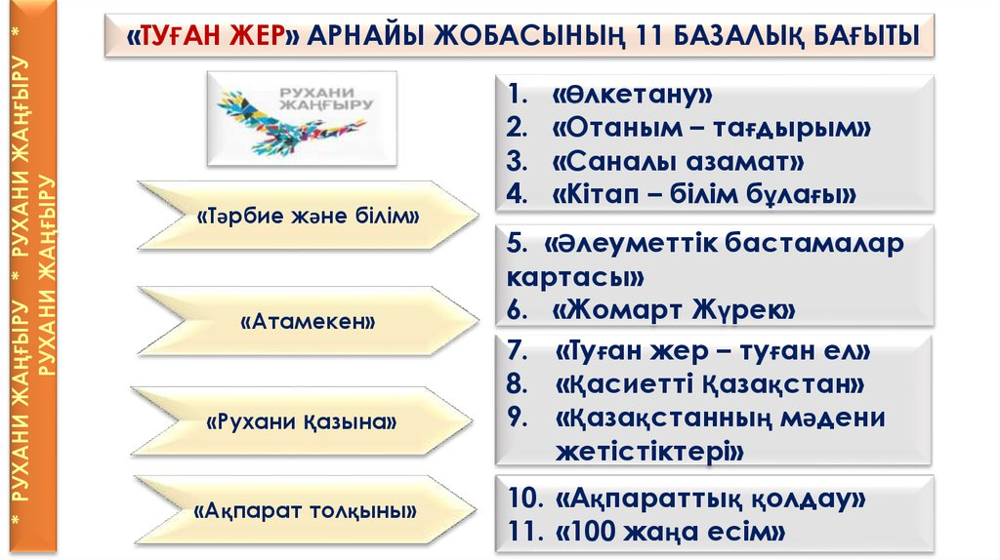 «ТУҒАН ЖЕР» АРНАЙЫ ЖОБАСЫНЫҢ 11 БАЗАЛЫҚ БАҒЫТЫ
* РУХАНИ ЖАҢҒЫРУ * РУХАНИ ЖАҢҒЫРУ *
РУХАНИ ЖАҢҒЫРУ
РУХАНИ
ЖАҢҒЫРУ
«Тәрбие және білім»
1. «Өлкетану»
2. «Отаным – тағдырым»
3. «Саналы азамат»
4. «Кітап – білім бұлағы»
«Атамекен»
5. «Әлеуметтік бастамалар
картасы»
6. «Жомарт Жүрек»
«Рухани Қазына»
7. «Туған жер – туған ел»
8. «Қасиетті Қазақстан»
9. «Қазақстанның мәдени
жетістіктері»
«Ақпарат толқыны»
10. «Ақпараттық қолдау»
11. «100 жаңа есім»